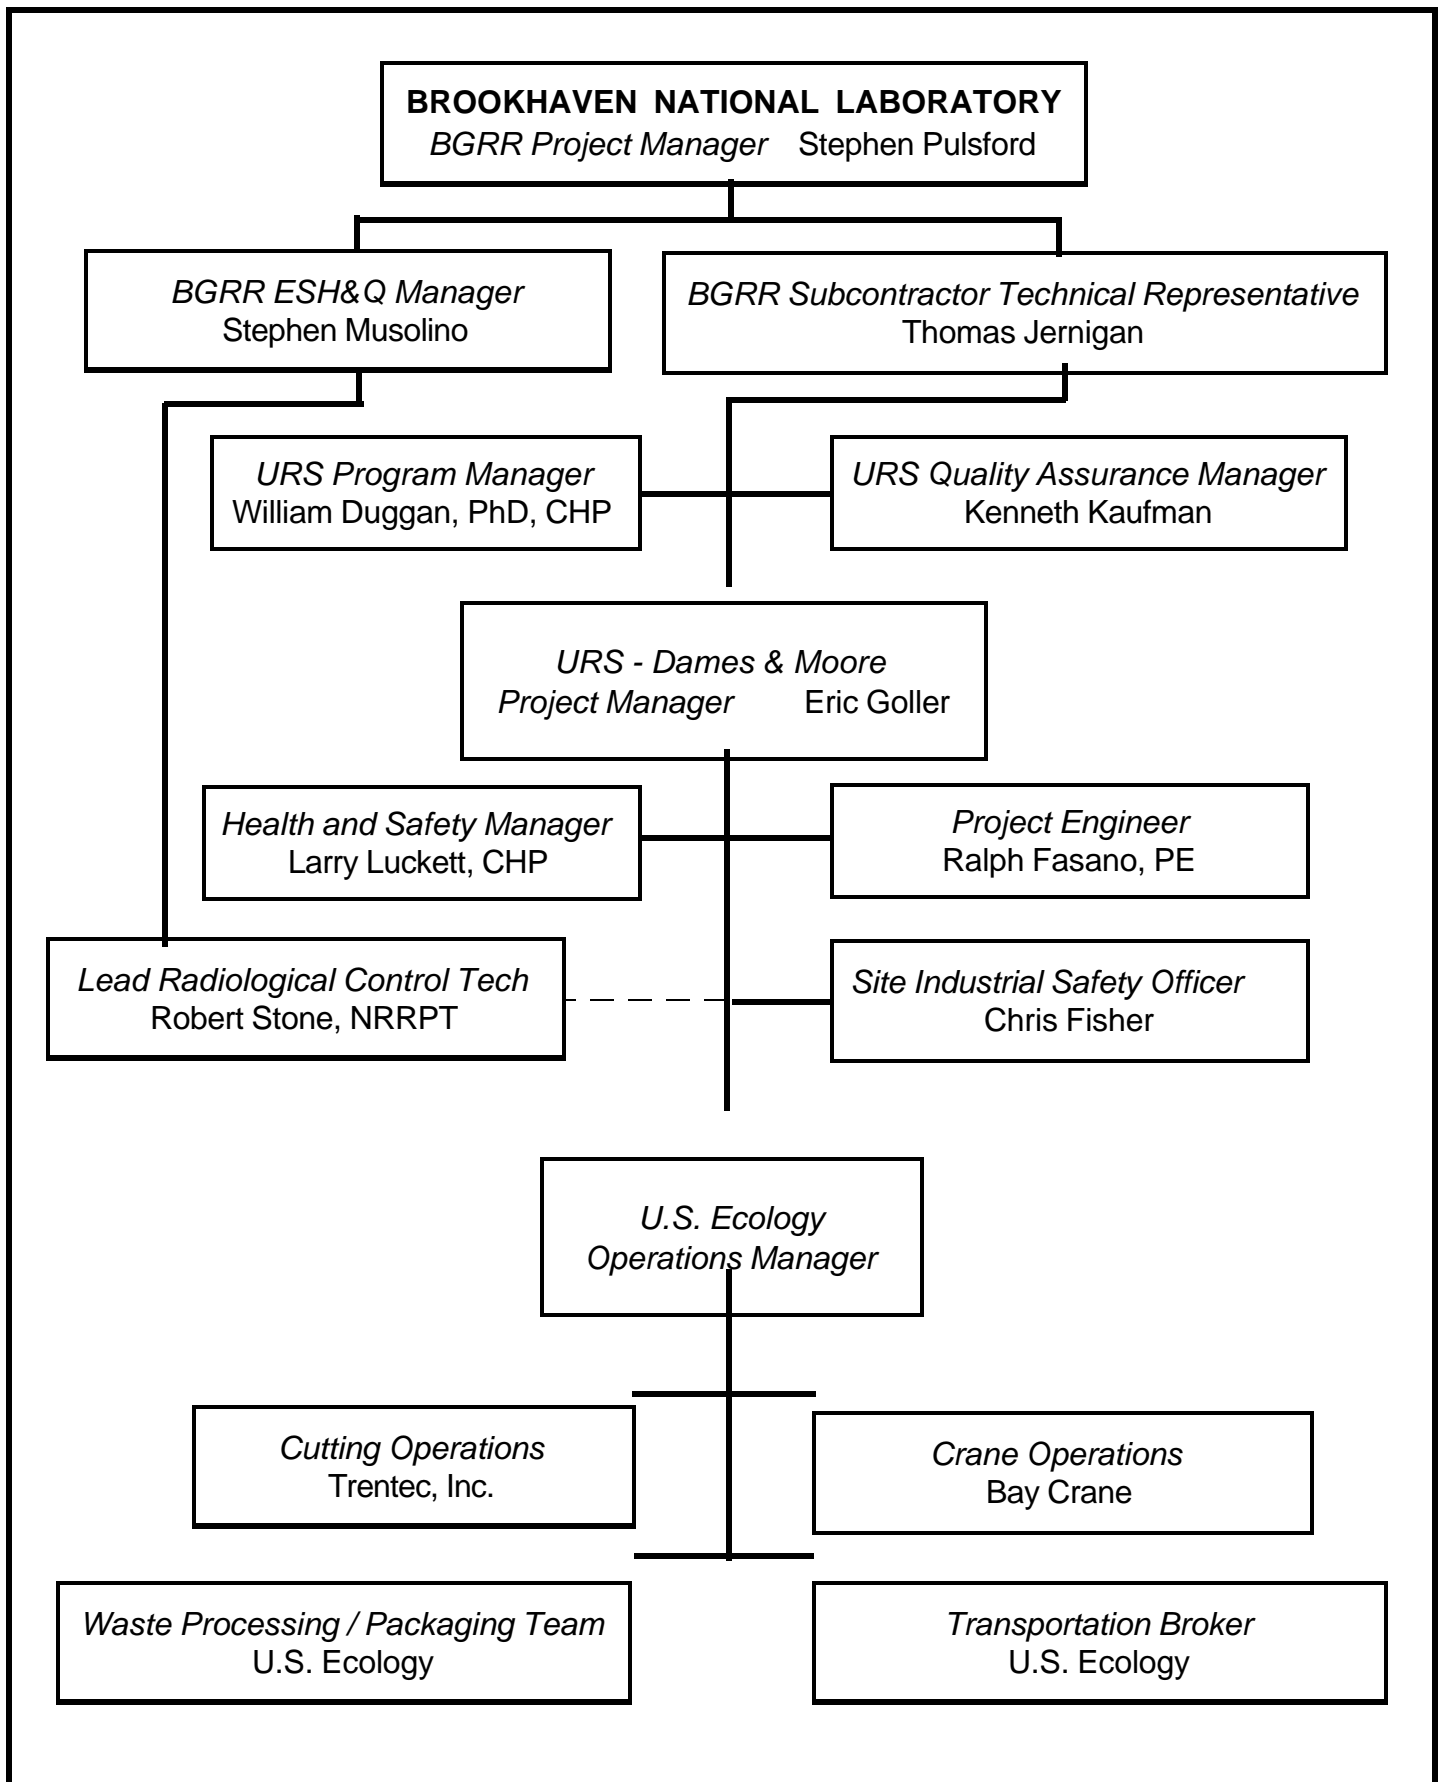 BROOKHAVEN NATIONAL LABORATORY
BGRR Project Manager Stephen Pulsford
BGRR ESH&Q Manager
Stephen Musolino
BGRR Subcontractor Technical Representative
Thomas Jernigan
URS Program Manager
William Duggan, PhD, CHP
URS Quality Assurance Manager
Kenneth Kaufman
URS - Dames & Moore
Project Manager Eric Goller
Health and Safety Manager
Larry Luckett, CHP
Project Engineer
Ralph Fasano, PE
Lead Radiological Control Tech
Robert Stone, NRRPT
Site Industrial Safety Officer
Chris Fisher
U.S. Ecology
Operations Manager
Cutting Operations
Trentec, Inc.
Crane Operations
Bay Crane
Waste Processing / Packaging Team
U.S. Ecology
Transportation Broker
U.S. Ecology